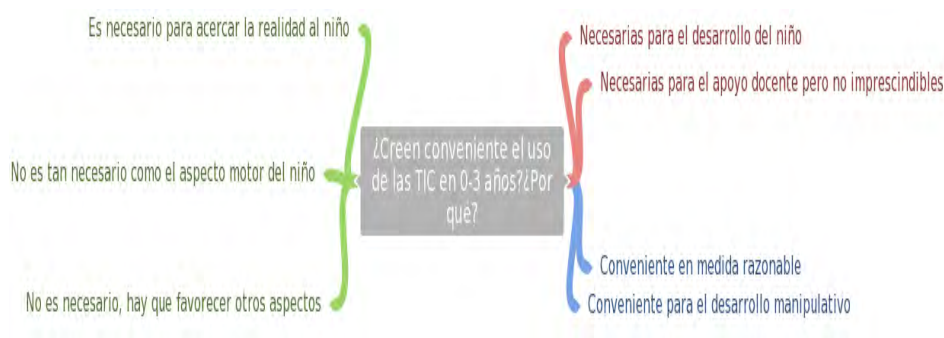 Es necesario para acercar la realidad al niño
No es tan necesario como el aspecto motor del niño
No es necesario, hay que favorecer otros aspectos
¿Creen conveniente el uso
de las TIC en 0-3 años?¿Por
qué?
Necesarias para el desarrollo del niño
Necesarias para el apoyo docente pero no imprescindibles
Conveniente en medida razonable
Conveniente para el desarrollo manipulativo